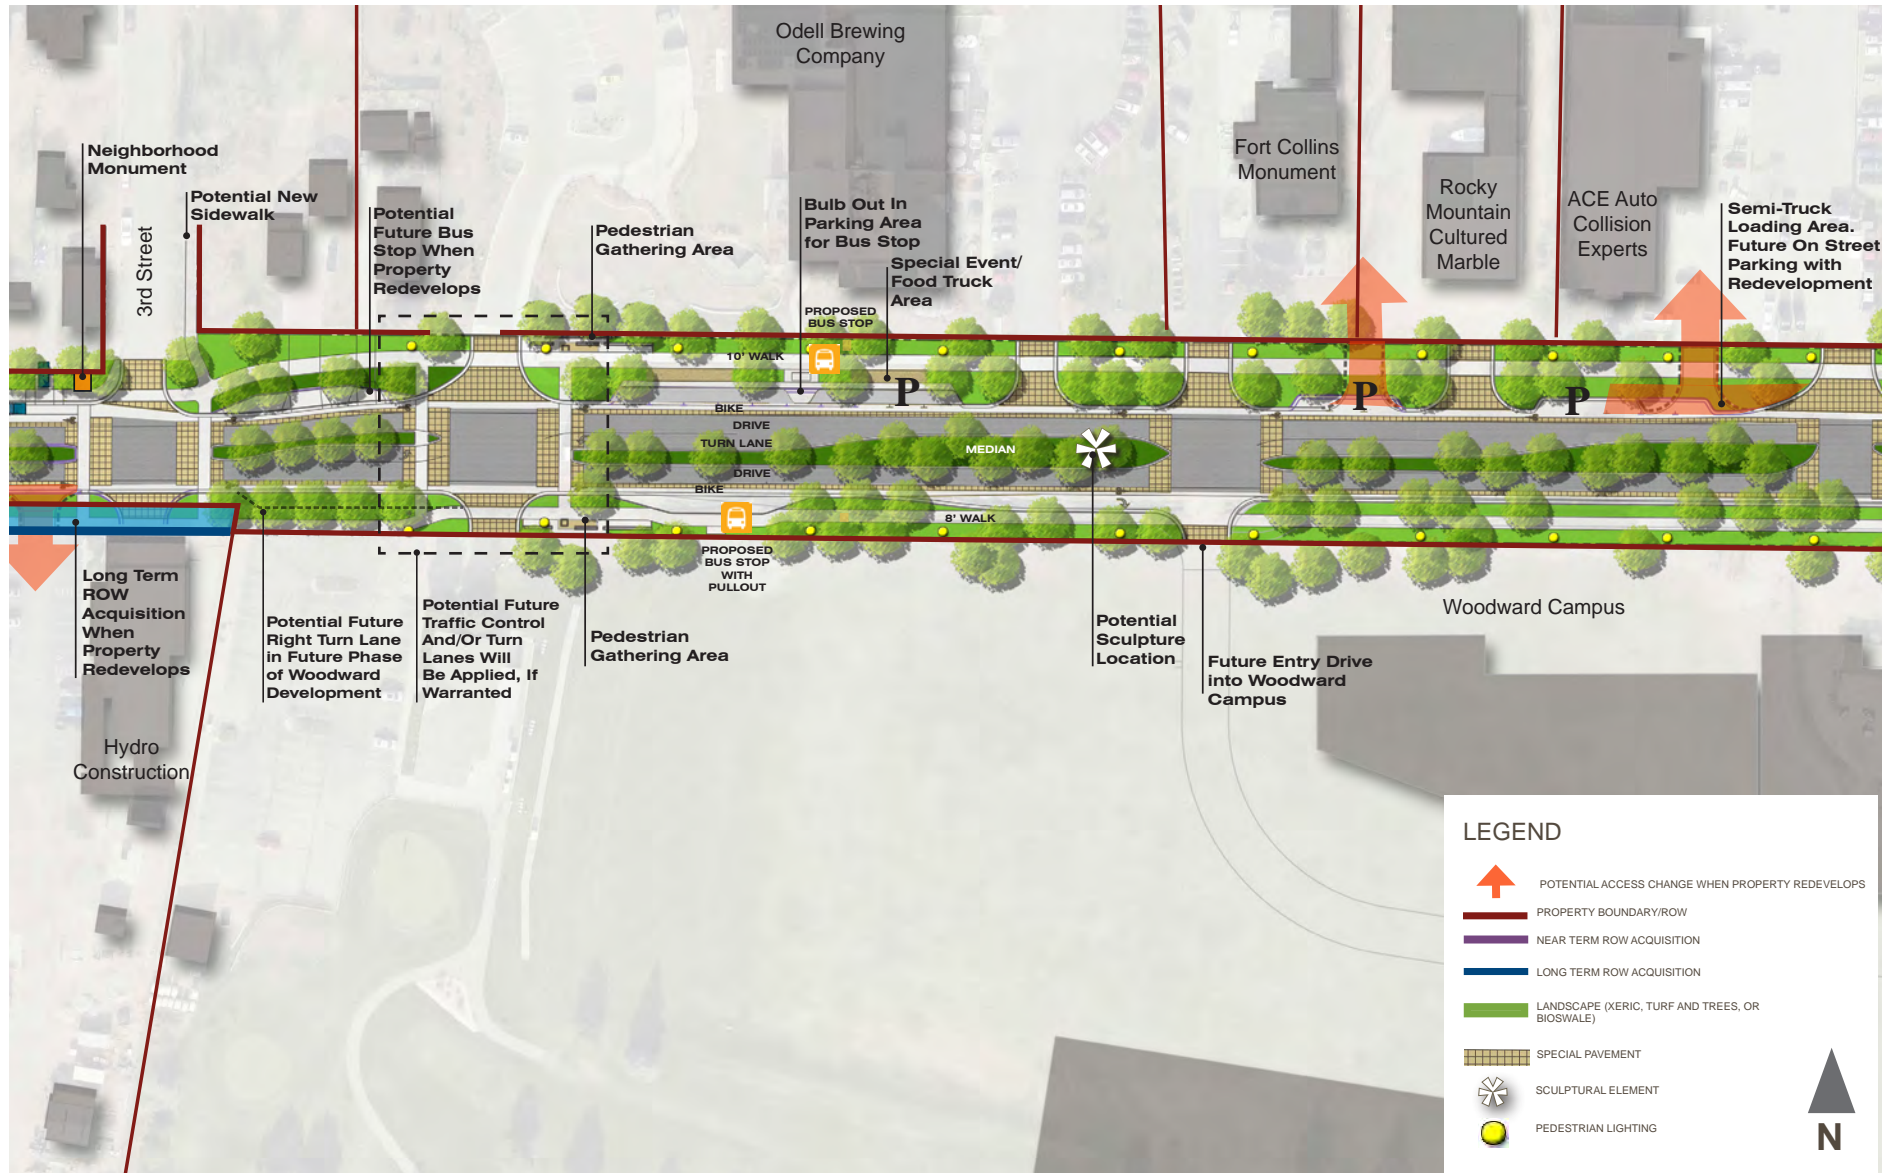 Odell Brewing
Company
Neighborhood
Monument
3rd Street
Potential New
Sidewalk
Potential
Future Bus
Stop When
Property
Redevelops
Pedestrian
Gathering Area
Bulb Out In
Parking Area
for Bus Stop
Special Event/
Food Truck
Area
Fort Collins
Monument
Rocky
Mountain
Cultured
Marble
ACE Auto
Collision
Experts
Semi-Truck
Loading Area.
Future On Street
Parking with
Redevelopment
PROPOSED
BUS STOP
10' WALK
P
P
P
BIKE
DRIVE
TURN LANE
MEDIAN
DRIVE
BIKE
8' WALK
PROPOSED
BUS STOP
WITH
PULLOUT
Long Term
ROW
Acquisition
When
Property
Redevelops
Potential Future
Right Turn Lane
in Future Phase
of Woodward
Development
Potential Future
Traffic Control
And/Or Turn
Lanes Will
Be Applied, If
Warranted
Pedestrian
Gathering Area
Potential
Sculpture
Location
Future Entry Drive
into Woodward
Campus
Woodward Campus
Hydro
Construction
LEGEND
POTENTIAL ACCESS CHANGE WHEN PROPERTY REDEVELOPS
PROPERTY BOUNDARY/ROW
NEAR TERM ROW ACQUISITION
LONG TERM ROW ACQUISITION
LANDSCAPE (XERIC, TURF AND TREES, OR
BIOSWALE)
SPECIAL PAVEMENT
SCULPTURAL ELEMENT
PEDESTRIAN LIGHTING
N